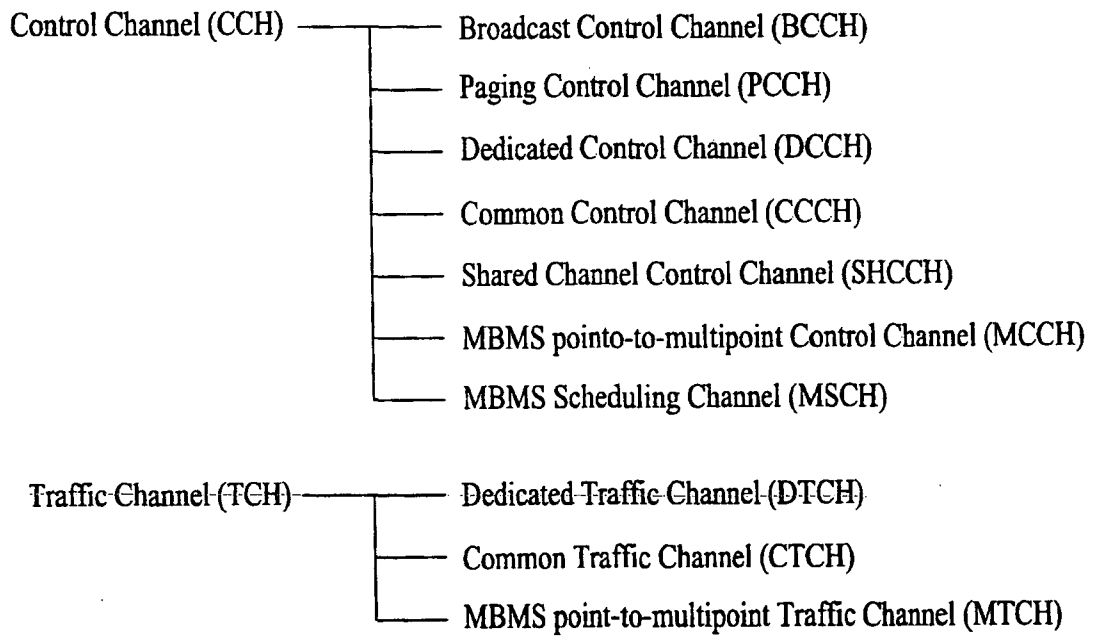 Control Channel (CCH)
Broadcast Control Channel (BCCH)
Paging Control Channel (PCCH)
Dedicated Control Channel (DCCH)
Common Control Channel (CCCH)
Shared Channel Control Channel (SHCCH)
MBMS pointo-to-multipoint Control Channel (MCCH)
MBMS Scheduling Channel (MSCH)
Traffic Channel (TCH)
Dedicated Traffic Channel (DTCH)
Common Traffic Channel (CTCH)
MBMS point-to-multipoint Traffic Channel (MTCH)